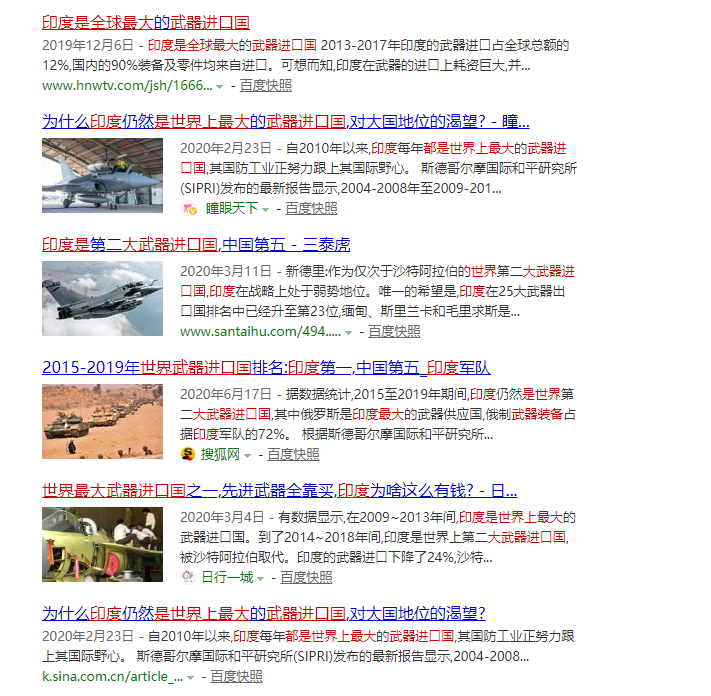 印度是全球最大的武器进口国
2019年12月6日 - 印度是全球最大的武器进口国 2013-2017年印度的武器进口占全球总额的
12%,国内的90%装备及零件均来自进口。可想而知,印度在武器的进口上耗资巨大,并...
www.hnwtv.com/jsh/1666... - 百度快照
为什么印度仍然是世界上最大的武器进口国,对大国地位的渴望? - 瞳...
2020年2月23日 - 自2010年以来,印度每年都是世界上最大的武器进
口国,其国防工业正努力跟上其国际野心。 斯德哥尔摩国际和平研究所
(SIPRI)发布的最新报告显示,2004-2008年至2009-201...
瞳眼天下 - 百度快照
印度是第二大武器进口国,中国第五 - 三泰虎
2020年3月11日 - 新德里:作为仅次于沙特阿拉伯的世界第二大武器进
口国,印度在战略上处于弱势地位。唯一的希望是,印度在25大武器出
口国排名中已经升至第23位,缅甸、斯里兰卡和毛里求斯是...
www.santaihu.com/494..... - 百度快照
2015-2019年世界武器进口国排名:印度第一,中国第五_印度军队
2020年6月17日 - 据数据统计,2015至2019年期间,印度仍然是世界第
二大武器进口国,其中俄罗斯是印度最大的武器供应国,俄制武器装备占
据印度军队的72%。 根据斯德哥尔摩国际和平研究所...
搜狐网 - 百度快照
世界最大武器进口国之一,先进武器全靠买,印度为啥这么有钱? - 日...
2020年3月4日 - 有数据显示,在2009~2013年间,印度是世界上最大的
武器进口国。到了2014~2018年间,印度是世界上第二大武器进口国,
被沙特阿拉伯取代。印度的武器进口下降了24%,沙特...
日行一城 - 百度快照
为什么印度仍然是世界上最大的武器进口国,对大国地位的渴望?
2020年2月23日 - 自2010年以来,印度每年都是世界上最大的武器进口国,其国防工业正努力跟
上其国际野心。 斯德哥尔摩国际和平研究所(SIPRI)发布的最新报告显示,2004-2008...
k.sina.com.cn/article_... - 百度快照